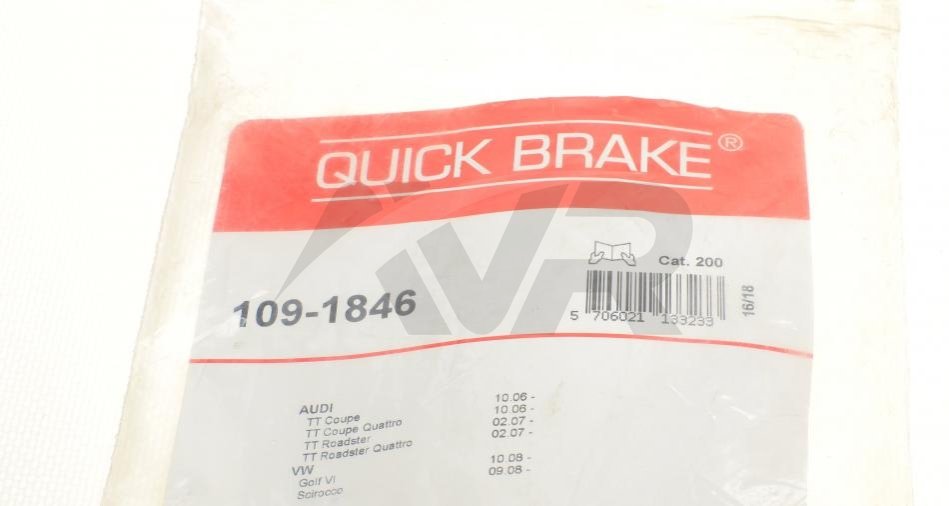 QUICK BRAKE®
VR
Cat. 200
109-1846
5 706021 133233
16/18
AUDI
TT Coupe 10.06 -
TT Coupe Quattro 10.06 -
TT Roadster 02.07 -
TT Roadster Quattro 02.07 -
VW
Golf VI 10.08 -
Scirocco 09.08 -